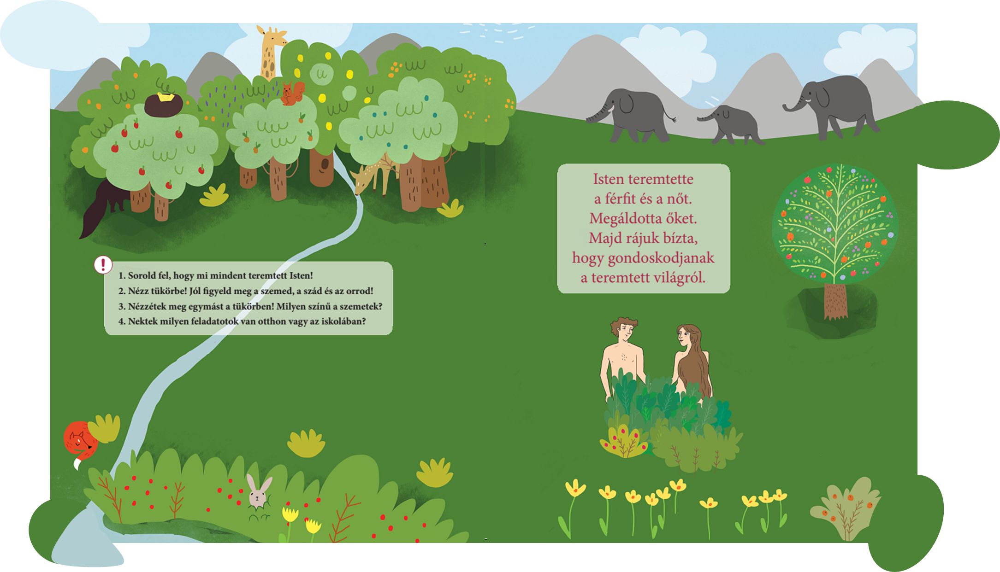 !
1. Sorold fel, hogy mi mindent teremtett Isten!
2. Nézz tükörbe! Jól figyeld meg a szemed, a szád és az orrod!
3. Nézzétek meg egymást a tükörben! Milyen színű a szemetek?
4. Nektek milyen feladatotok van otthon vagy az iskolában?
Isten teremtette
a férfit és a nőt.
Megáldotta őket.
Majd rájuk bízta,
hogy gondoskodjanak
a teremtett világról.